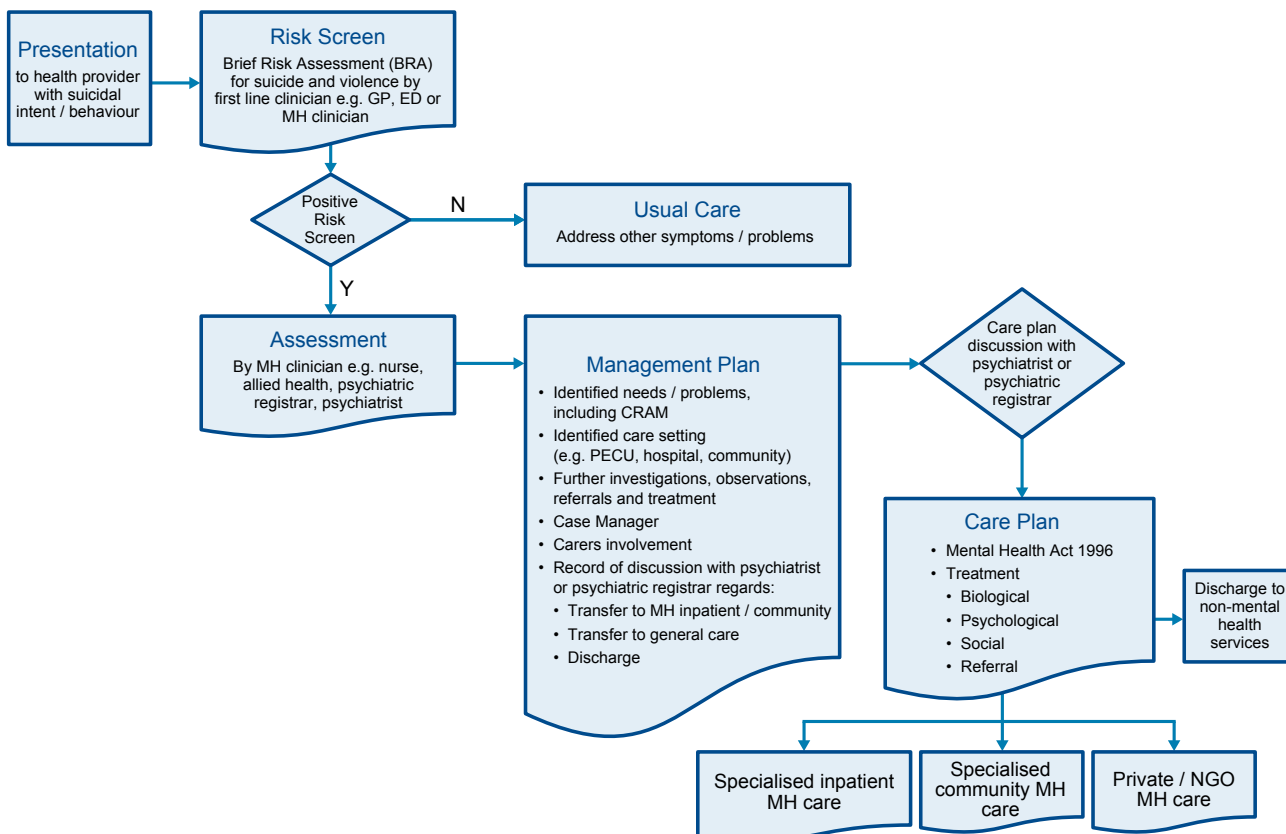 Presentation
to health provider
with suicidal
intent / behaviour
Risk Screen
Brief Risk Assessment (BRA)
for suicide and violence by
first line clinician e.g. GP, ED or
MH clinician
Positive
Risk
Screen
N
Usual Care
Address other symptoms / problems
Y
Assessment
By MH clinician e.g. nurse,
allied health, psychiatric
registrar, psychiatrist
Management Plan
• Identified needs / problems,
including CRAM
• Identified care setting
(e.g. PECU, hospital, community)
• Further investigations, observations,
referrals and treatment
• Case Manager
• Carers involvement
• Record of discussion with psychiatrist
or psychiatric registrar regards:
• Transfer to MH inpatient / community
• Transfer to general care
• Discharge
Care plan
discussion with
psychiatrist or
psychiatric
registrar
Care Plan
• Mental Health Act 1996
• Treatment
• Biological
• Psychological
• Social
• Referral
Discharge to
non-mental
health
services
Specialised inpatient
MH care
Specialised
community MH
care
Private / NGO
MH care